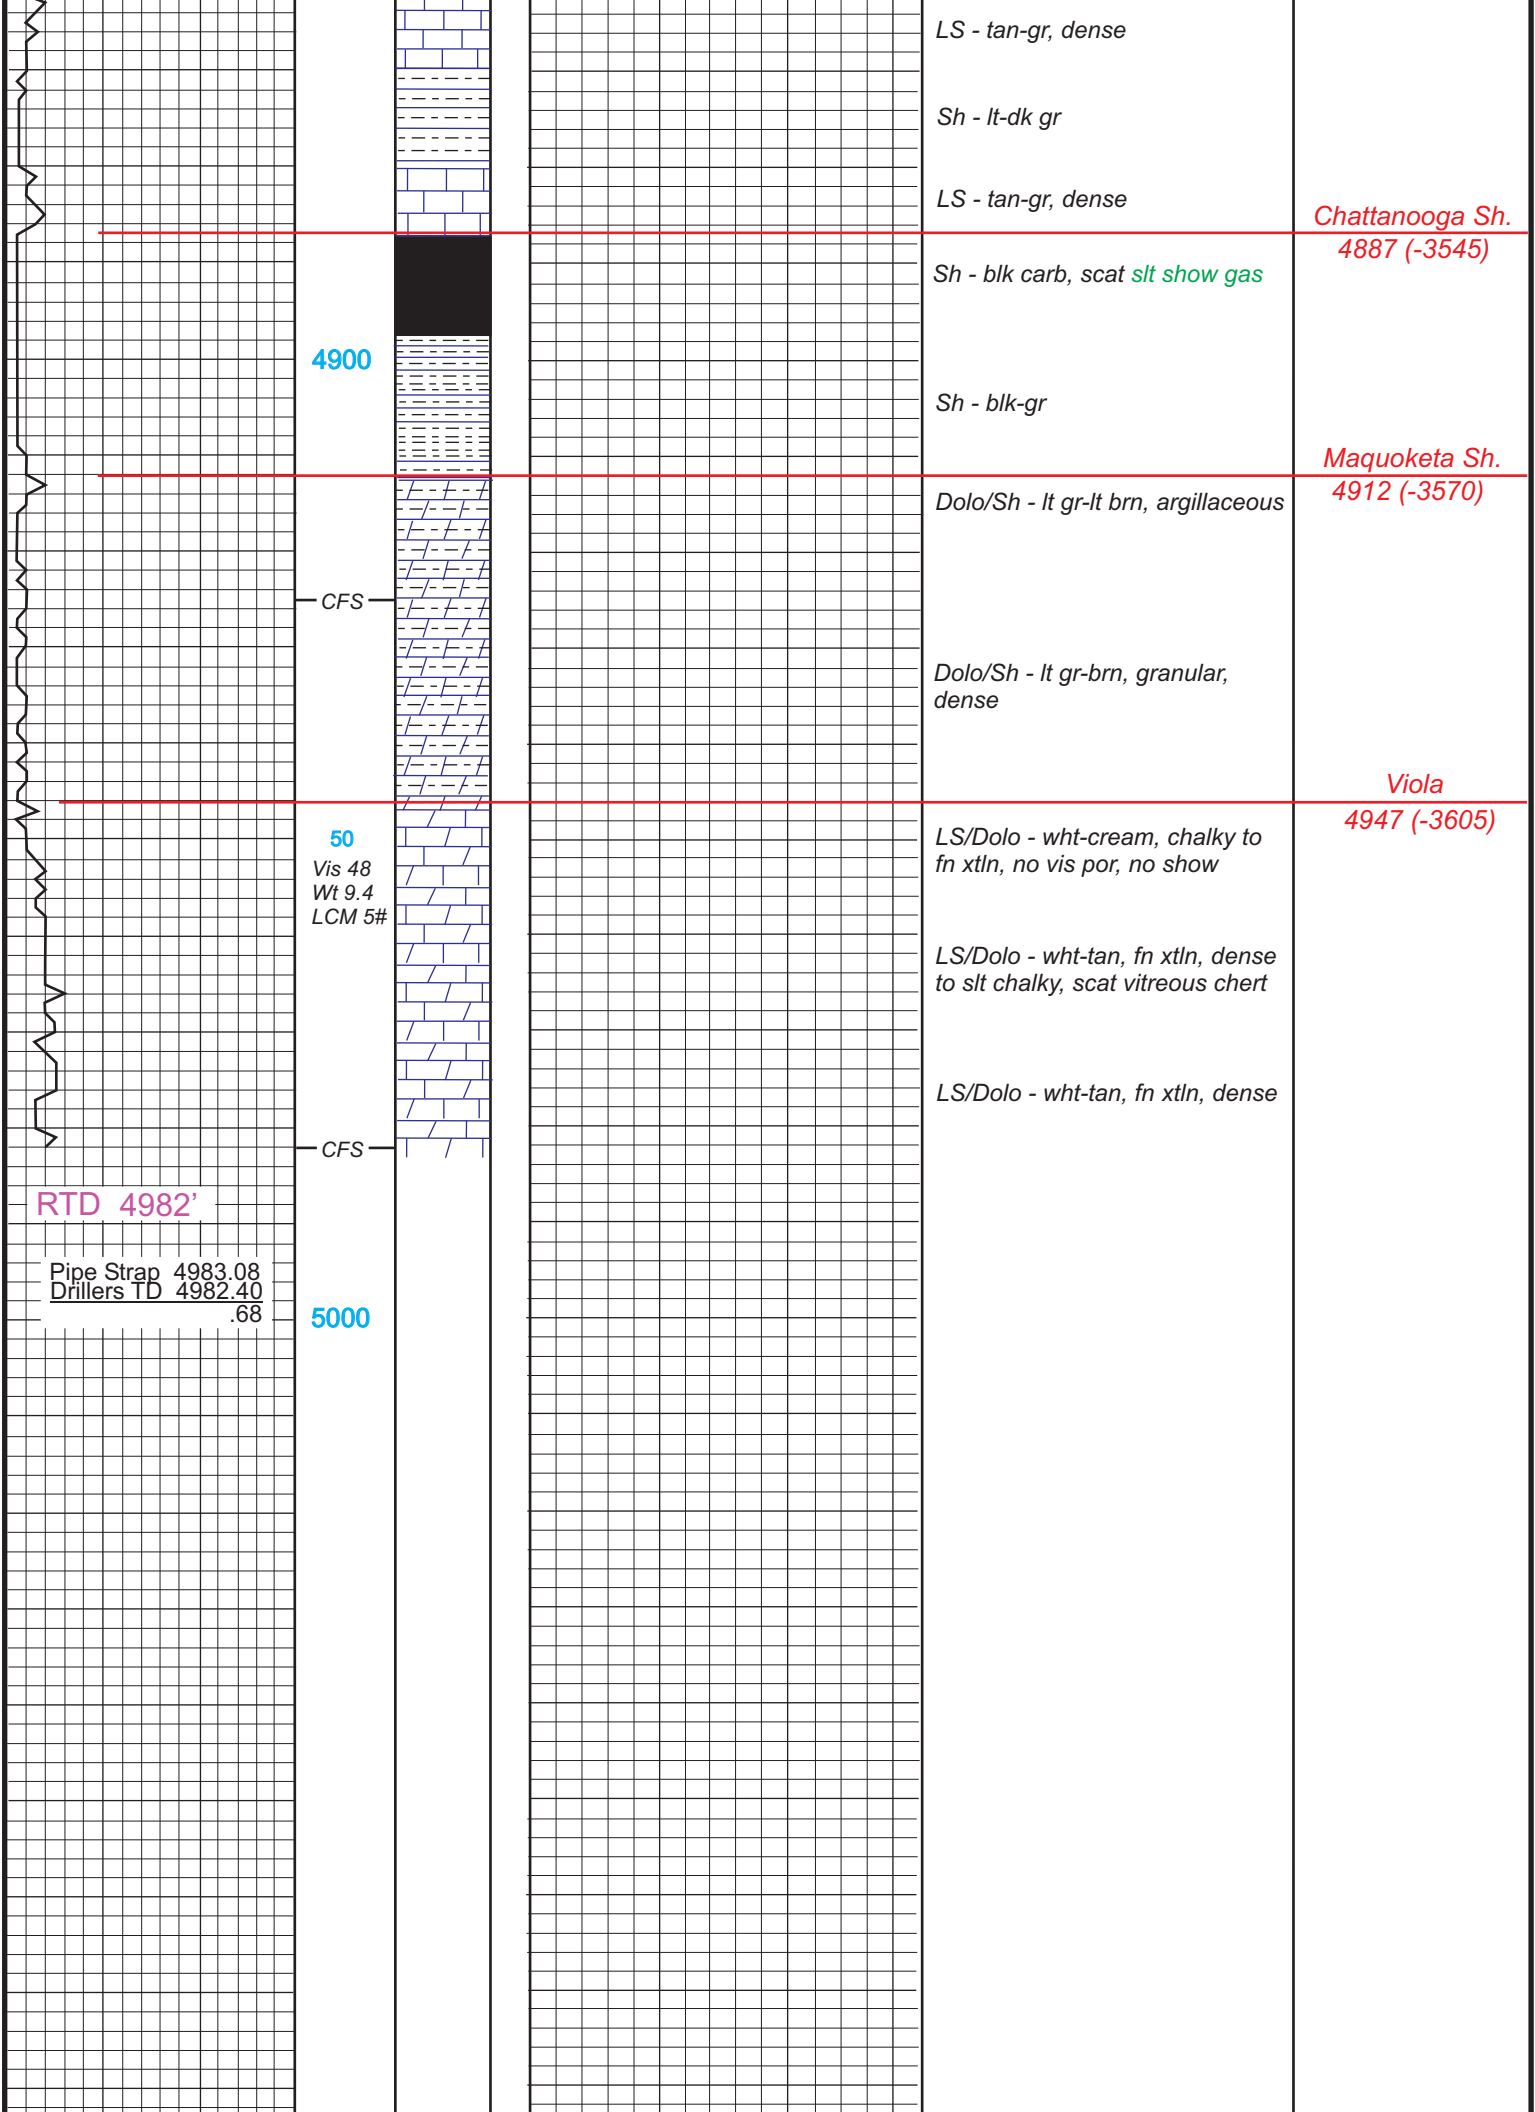 LS - tan-gr, dense
Sh - lt-dk gr
LS - tan-gr, dense
Chattanooga Sh.
4887 (-3545)
Sh - blk carb, scat slt show gas
4900
Sh - blk-gr
Maquoketa Sh.
4912 (-3570)
Dolo/Sh - lt gr-lt brn, argillaceous
CFS
Dolo/Sh - lt gr-brn, granular,
dense
Viola
4947 (-3605)
50
Vis 48
Wt 9.4
LCM 5#
LS/Dolo - wht-cream, chalky to
fn xtln, no vis por, no show
LS/Dolo - wht-tan, fn xtln, dense
to slt chalky, scat vitreous chert
LS/Dolo - wht-tan, fn xtln, dense
CFS
RTD 4982’
Pipe Strap 4983.08
Drillers TD 4982.40
.68
5000